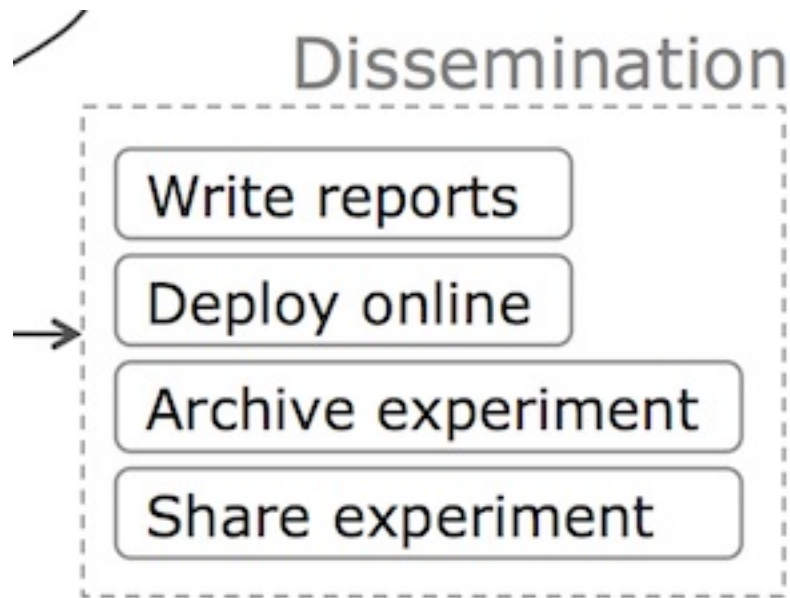 Dissemination
Write reports
Deploy online
Archive experiment
Share experiment